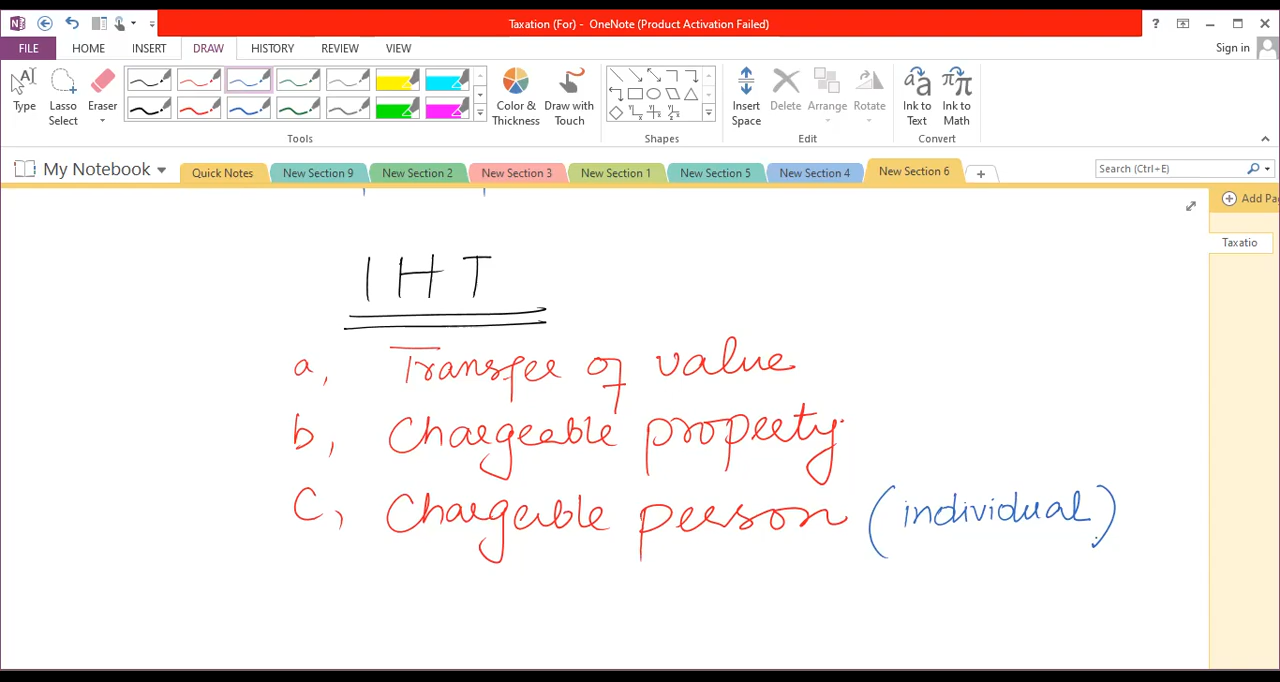 Taxation (For) - OneNote (Product Activation Failed)
?
Sign in
FILE HOME INSERT DRAW HISTORY REVIEW VIEW
Type Lasso Select Eraser Color & Thickness Draw with Touch Insert Space Delete Arrange Rotate Ink to Text Ink to Math
Tools Shapes Edit Convert
My Notebook Quick Notes New Section 9 New Section 2 New Section 3 New Section 1 New Section 5 New Section 4 New Section 6 Search (Ctrl+E)
Add Pa
Taxatio
IHT
a, Transfer of value
b, Chargeable property
c, Chargeable person (individual)